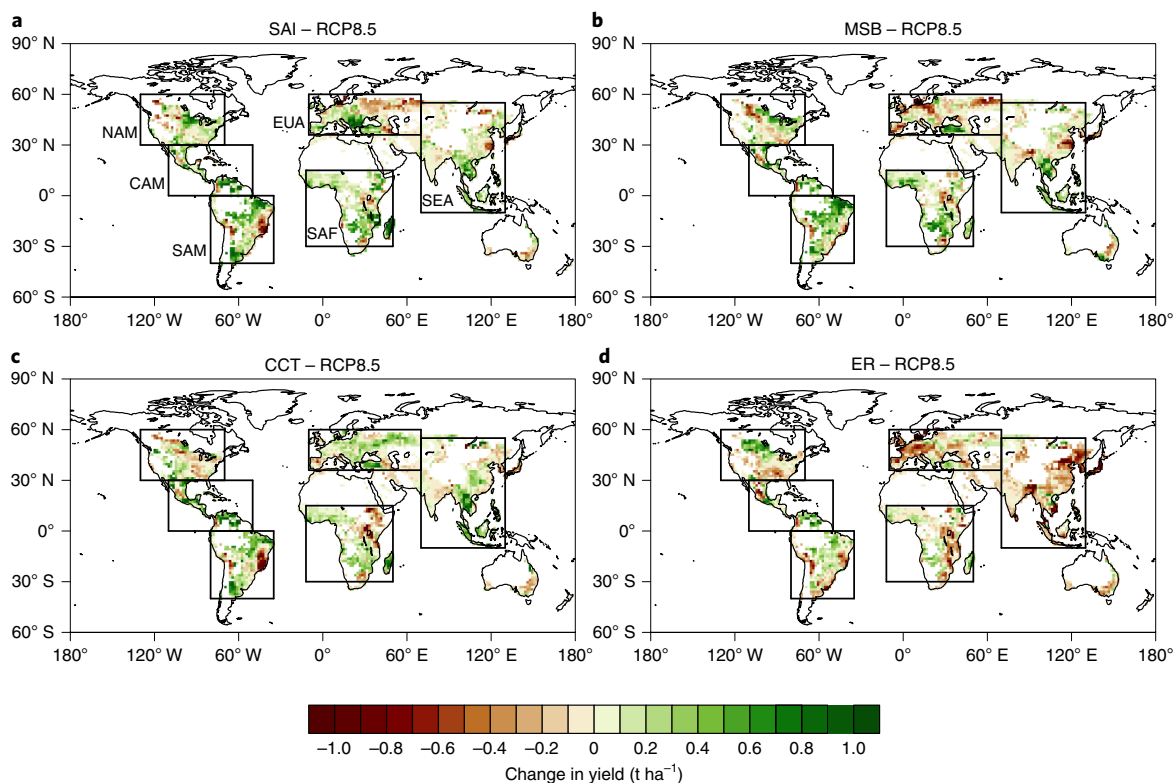 a
SAI – RCP8.5
90° N
60° N
30° N
0°
30° S
60° S
NAM
CAM
SAM
EUA
SAF
SEA
180° 120° W 60° W 0° 60° E 120° E 180°
b
MSB – RCP8.5
90° N
60° N
30° N
0°
30° S
60° S
180° 120° W 60° W 0° 60° E 120° E 180°
c
CCT – RCP8.5
90° N
60° N
30° N
0°
30° S
60° S
180° 120° W 60° W 0° 60° E 120° E 180°
d
ER – RCP8.5
90° N
60° N
30° N
0°
30° S
60° S
180° 120° W 60° W 0° 60° E 120° E 180°
–1.0 –0.8 –0.6 –0.4 –0.2 0 0.2 0.4 0.6 0.8 1.0
Change in yield (t ha⁻¹)